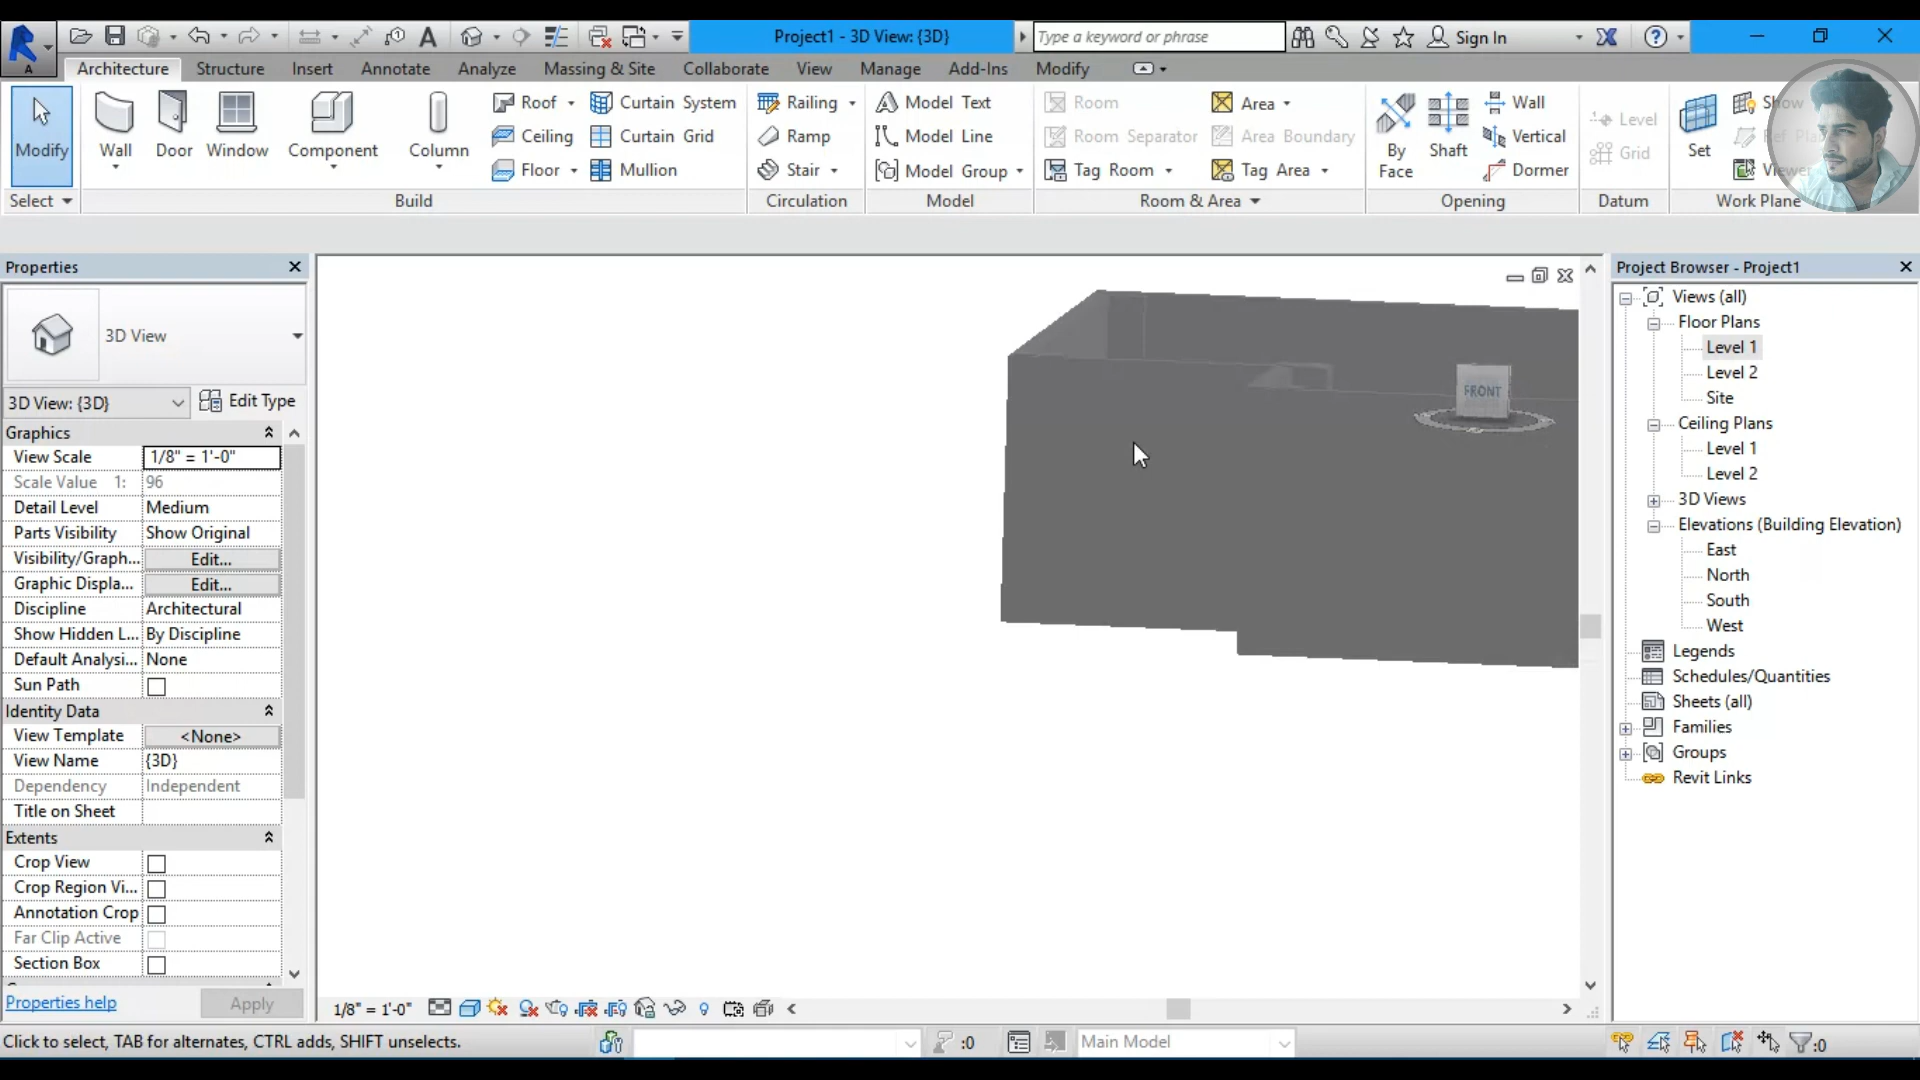 Project1 - 3D View: {3D}
Type a keyword or phrase
Sign In
A
Architecture Structure Insert Annotate Analyze Massing & Site Collaborate View Manage Add-Ins Modify
Modify
Wall
Door
Window
Component
Column
Roof
Ceiling
Floor
Curtain System
Curtain Grid
Mullion
Railing
Ramp
Stair
Model Text
Model Line
Model Group
Room
Room Separator
Tag Room
Area
Area Boundary
Tag Area
By
Face
Shaft
Wall
Vertical
Dormer
Level
Grid
Set
Show
Viewer
Select
Build
Circulation
Model
Room & Area
Opening
Datum
Work Plane
Properties
3D View
3D View: {3D}
Edit Type
Graphics
View Scale 1/8" = 1'-0"
Scale Value 1: 96
Detail Level Medium
Parts Visibility Show Original
Visibility/Graph... Edit...
Graphic Displa... Edit...
Discipline Architectural
Show Hidden L... By Discipline
Default Analysi... None
Sun Path
Identity Data
View Template <None>
View Name {3D}
Dependency Independent
Title on Sheet
Extents
Crop View
Crop Region Vi...
Annotation Crop
Far Clip Active
Section Box
Properties help
Apply
FRONT
1/8" = 1'-0"
Project Browser - Project1
Views (all)
Floor Plans
Level 1
Level 2
Site
Ceiling Plans
Level 1
Level 2
3D Views
Elevations (Building Elevation)
East
North
South
West
Legends
Schedules/Quantities
Sheets (all)
Families
Groups
Revit Links
Click to select, TAB for alternates, CTRL adds, SHIFT unselects.
:0
Main Model
:0